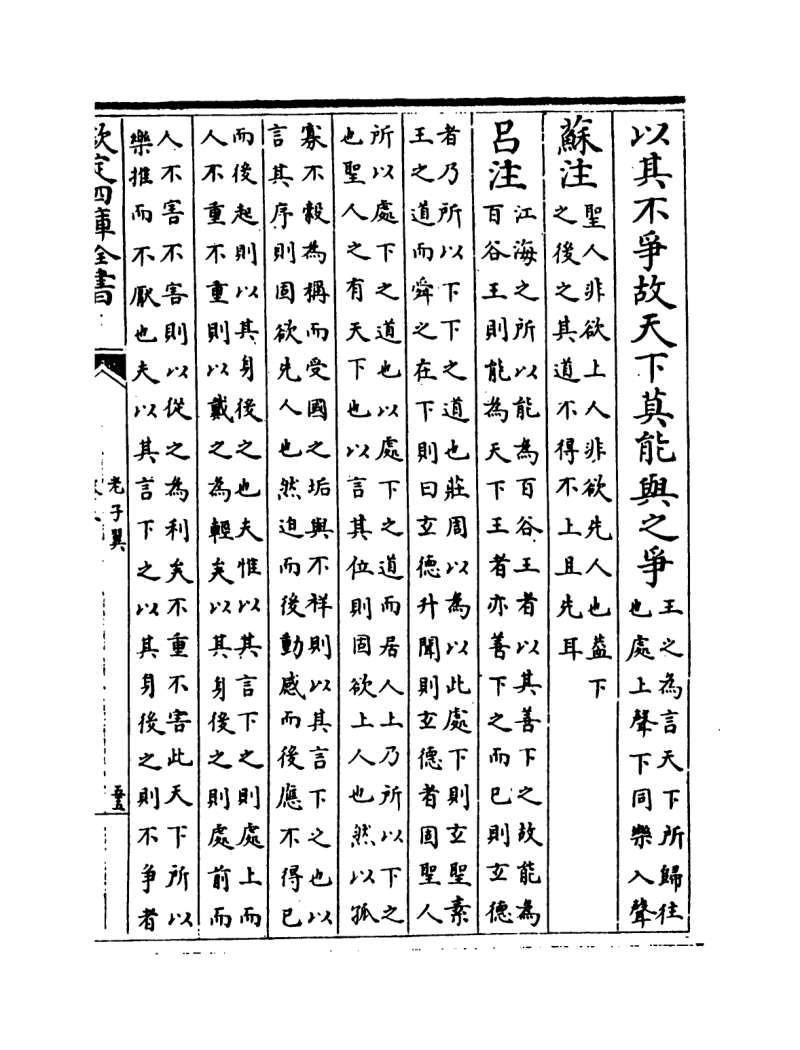 以其不爭故天下莫能與之爭
王之為言天下所歸往
也處上聲下同樂入聲
蘇注
聖人非欲上人非欲先人也蓋下
之後之其道不得不上且先耳
吕注
江海之所以能為百谷王者以其善下之故能為
百谷王則能為天下王者亦善下之而已則玄德
者乃所以下下之道也莊周以為以此處下則玄聖素
王之道而舜之在下則曰玄德升聞則玄德者固聖人
所以處下之道也以處下之道而居人上乃所以下之
也聖人之有天下也以言其位則固欲上人也然以孤
寡不穀為稱而受國之垢與不祥則以其言下之也以
言其序則固欲先人也然迫而後動感而後應不得已
而後起則以其身後之也夫惟以其言下之則處上而
人不重不重則以戴之為輕矣以其身後之則處前而
人不害不害則以從之為利矣不重不害此天下所以
樂推而不厭也夫以其言下之以其身後之則不爭者
欽定四庫全書
老子翼